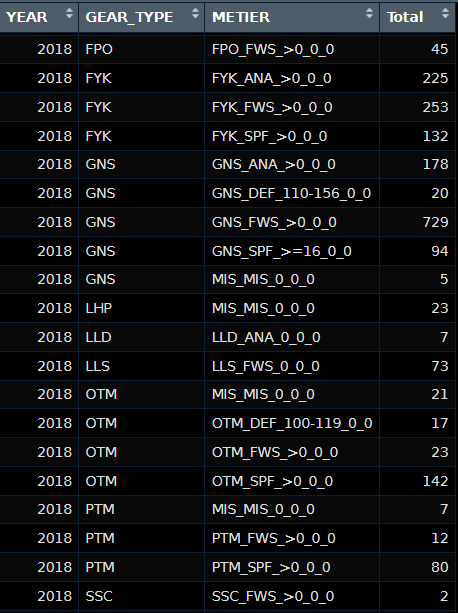 YEAR GEAR_TYPE METIER Total
2018 FPO FPO_FWS_>0_0_0 45
2018 FYK FYK_ANA_>0_0_0 225
2018 FYK FYK_FWS_>0_0_0 253
2018 FYK FYK_SPF_>0_0_0 132
2018 GNS GNS_ANA_>0_0_0 178
2018 GNS GNS_DEF_110-156_0_0 20
2018 GNS GNS_FWS_>0_0_0 729
2018 GNS GNS_SPF_>=16_0_0 94
2018 GNS MIS_MIS_0_0_0 5
2018 LHP MIS_MIS_0_0_0 23
2018 LLD LLD_ANA_0_0_0 7
2018 LLS LLS_FWS_0_0_0 73
2018 OTM MIS_MIS_0_0_0 21
2018 OTM OTM_DEF_100-119_0_0 17
2018 OTM OTM_FWS_>0_0_0 23
2018 OTM OTM_SPF_>0_0_0 142
2018 PTM MIS_MIS_0_0_0 7
2018 PTM PTM_FWS_>0_0_0 12
2018 PTM PTM_SPF_>0_0_0 80
2018 SSC SSC_FWS_>0_0_0 2